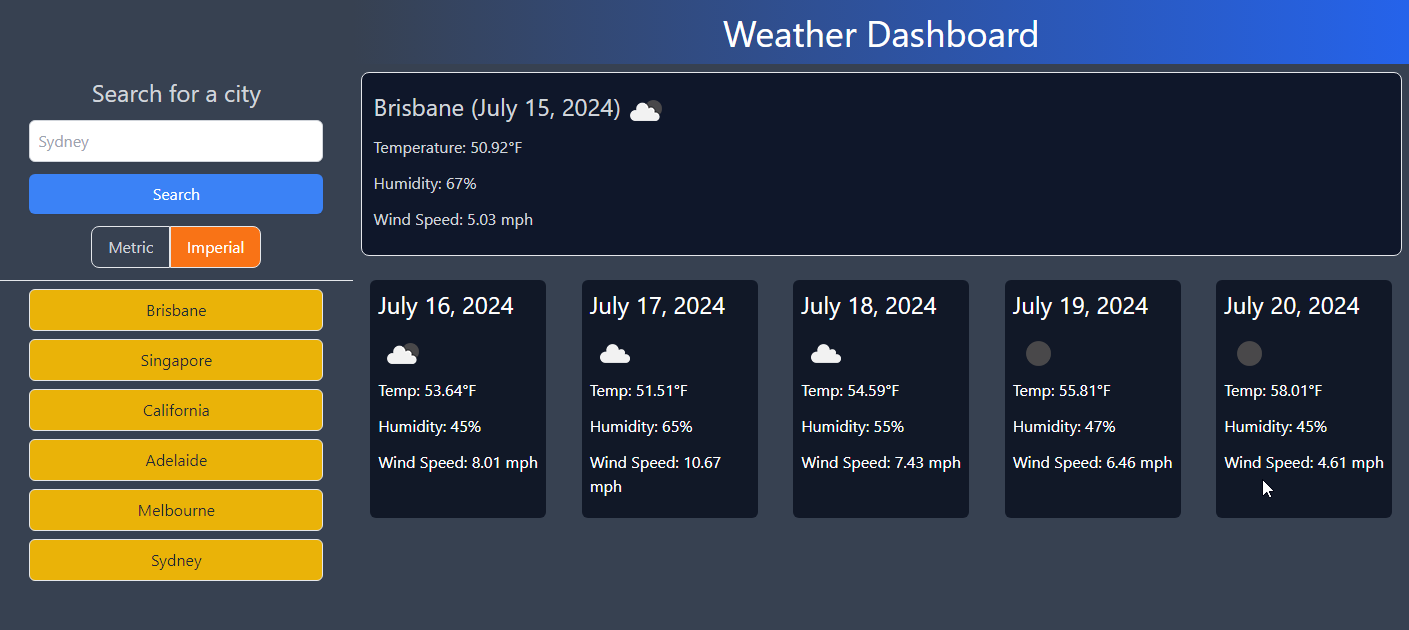 Weather Dashboard
Search for a city
Sydney
Search
Metric
Imperial
Brisbane
Singapore
California
Adelaide
Melbourne
Sydney
Brisbane (July 15, 2024)
Temperature: 50.92°F
Humidity: 67%
Wind Speed: 5.03 mph
July 16, 2024
Temp: 53.64°F
Humidity: 45%
Wind Speed: 8.01 mph
July 17, 2024
Temp: 51.51°F
Humidity: 65%
Wind Speed: 10.67
mph
July 18, 2024
Temp: 54.59°F
Humidity: 55%
Wind Speed: 7.43 mph
July 19, 2024
Temp: 55.81°F
Humidity: 47%
Wind Speed: 6.46 mph
July 20, 2024
Temp: 58.01°F
Humidity: 45%
Wind Speed: 4.61 mph